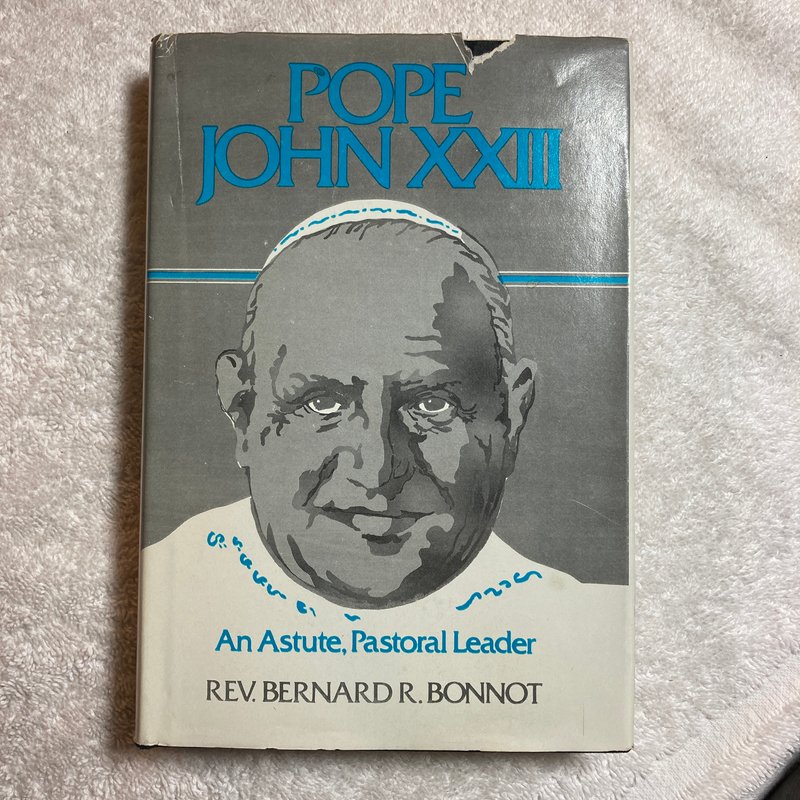 POPE
JOHN XXIII
An Astute, Pastoral Leader
REV. BERNARD R. BONNOT